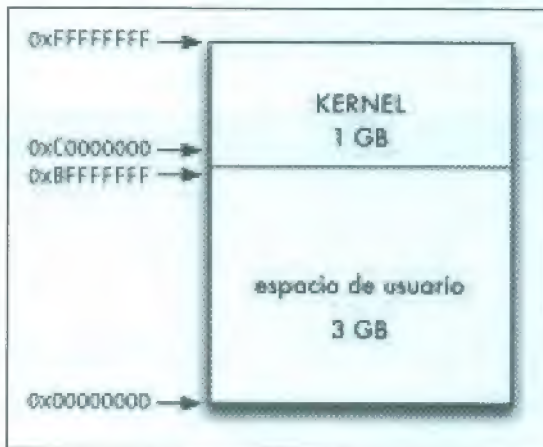 0xFFFFFFFF
KERNEL
1 GB
0xC0000000
0xBFFFFFFF
espacio de usuario
3 GB
0x00000000